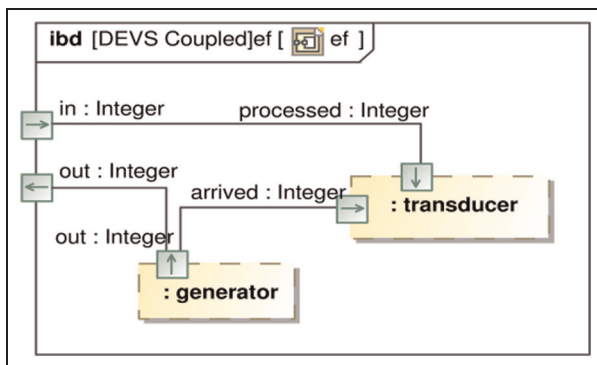 ibd [DEVS Coupled]ef [ ef ]
in : Integer
processed : Integer
out : Integer
arrived : Integer
: transducer
out : Integer
: generator